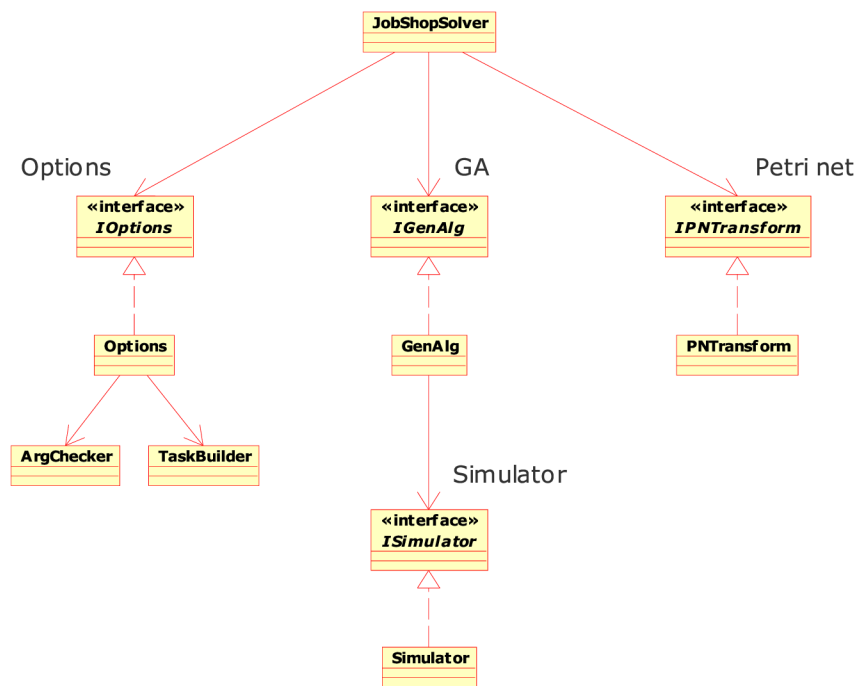 JobShopSolver
Options
GA
Petri net
«interface»
IOptions
«interface»
IGenAlg
«interface»
IPNTransform
Options
GenAlg
PNTransform
ArgChecker
TaskBuilder
Simulator
«interface»
ISimulator
Simulator